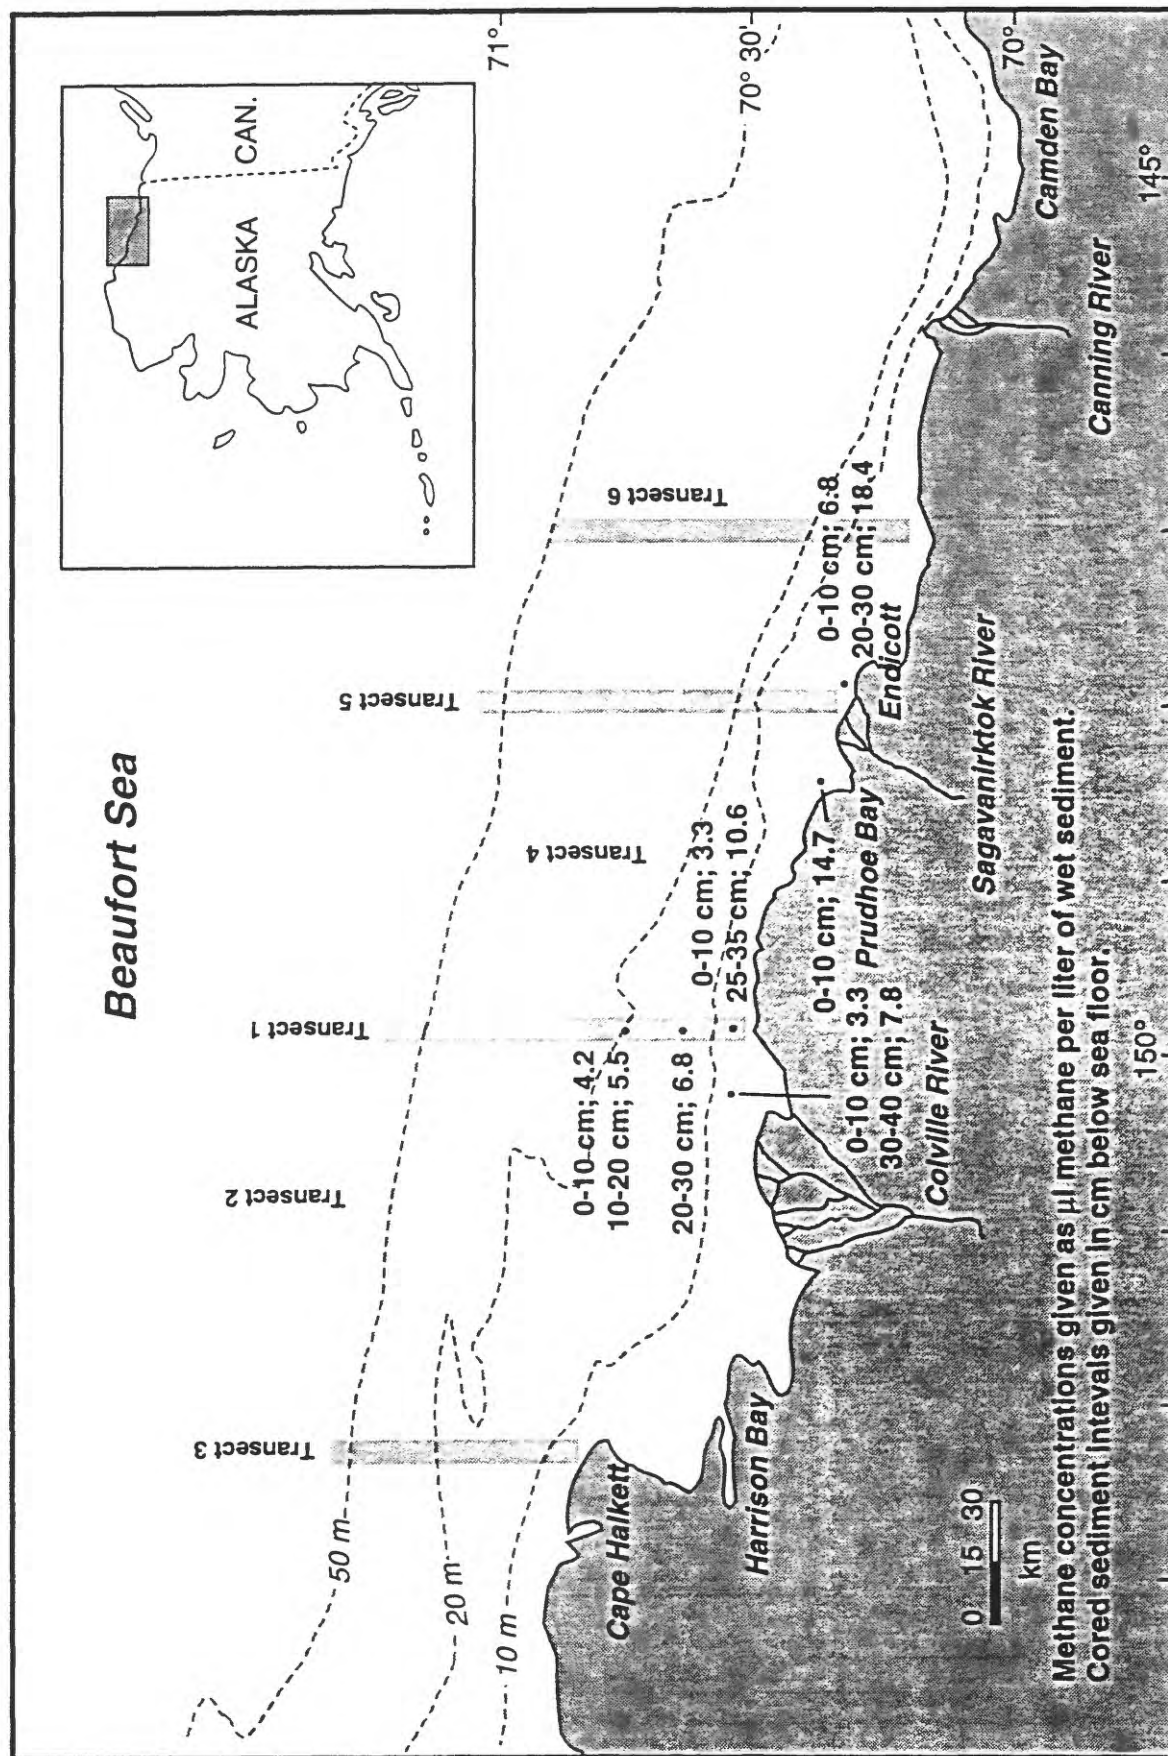 Beaufort Sea
ALASKA
CAN.
71°
70° 30'
70°
145°
150°
50 m
20 m
10 m
Transect 3
Transect 2
Transect 1
Transect 4
Transect 5
Transect 6
0-10 cm; 4.2
10-20 cm; 5.5
20-30 cm; 6.8
0-10 cm; 3.3
25-35 cm; 10.6
0-10 cm; 14.7
0-10 cm; 3.3
30-40 cm; 7.8
0-10 cm; 6.8
20-30 cm; 18.4
Cape Halkett
Harrison Bay
Colville River
Prudhoe Bay
Sagavanirktok River
Endicott
Canning River
Camden Bay
0 15 30
km
Methane concentrations given as µl methane per liter of wet sediment.
Cored sediment intevals given in cm below sea floor.